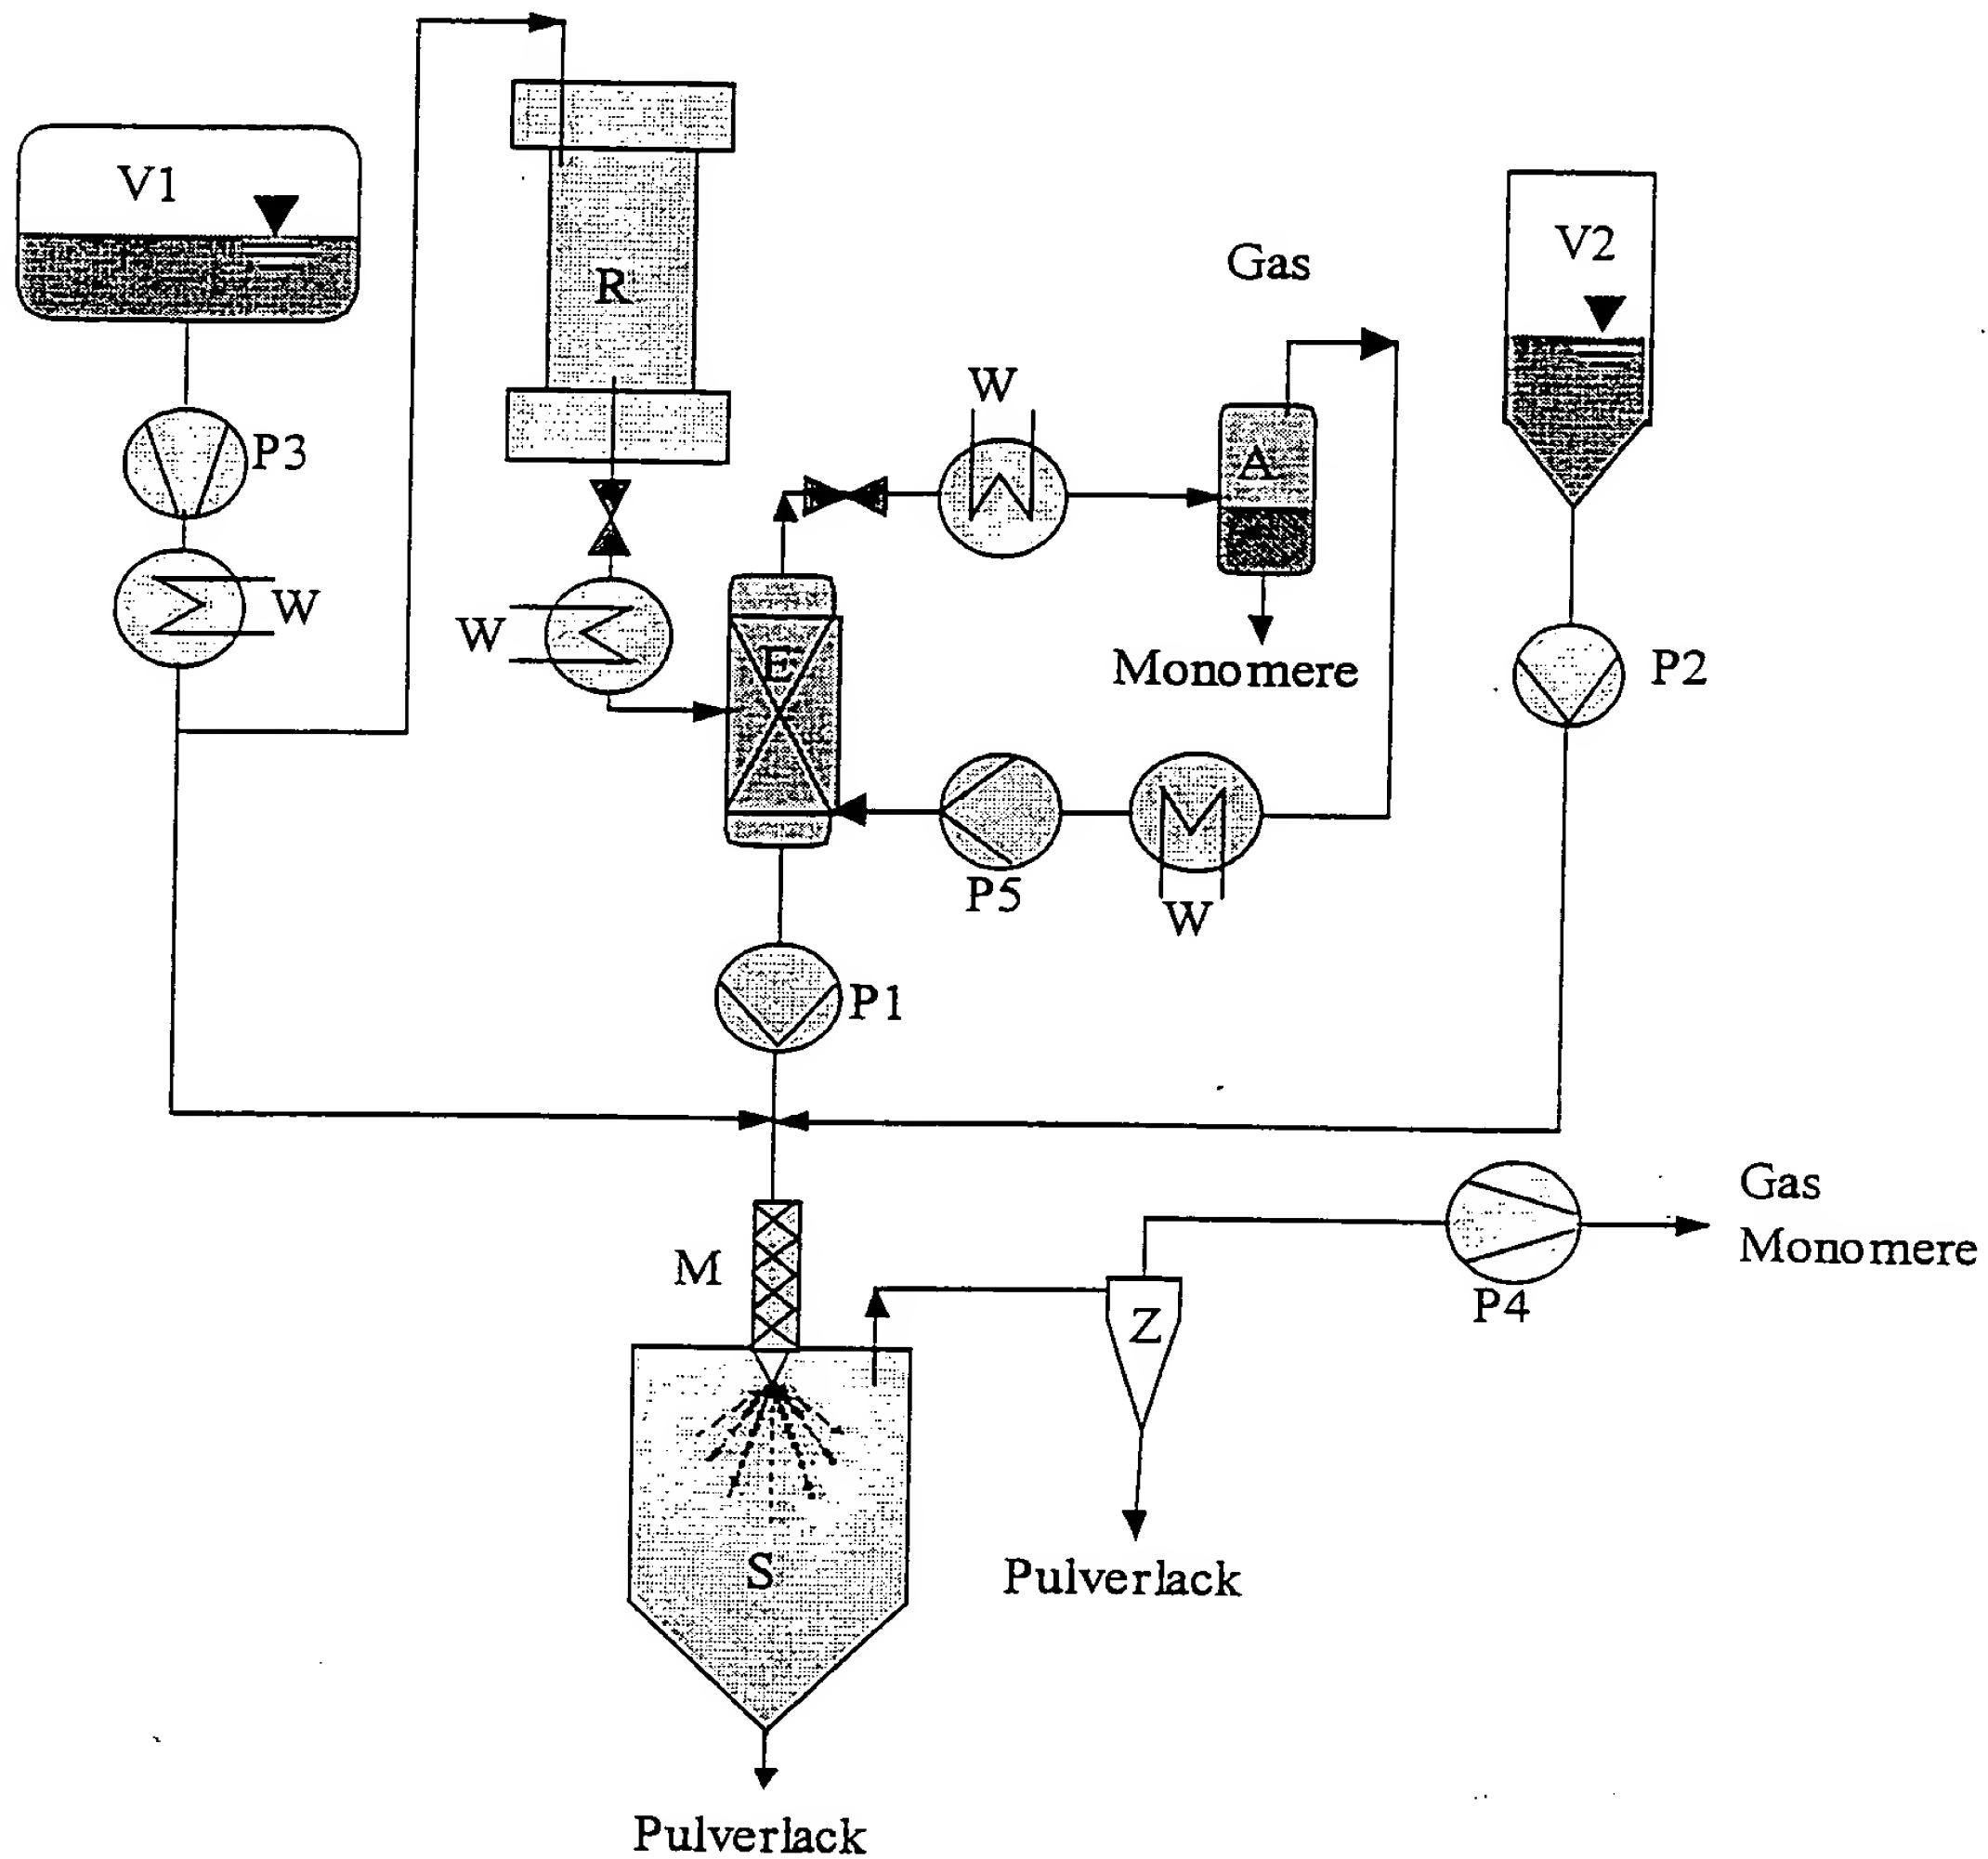 V1
R
V2
Gas
W
P3
A
W
W
E
Monomere
P2
P5
W
P1
Gas
Monomere
M
Z
P4
S
Pulverlack
Pulverlack